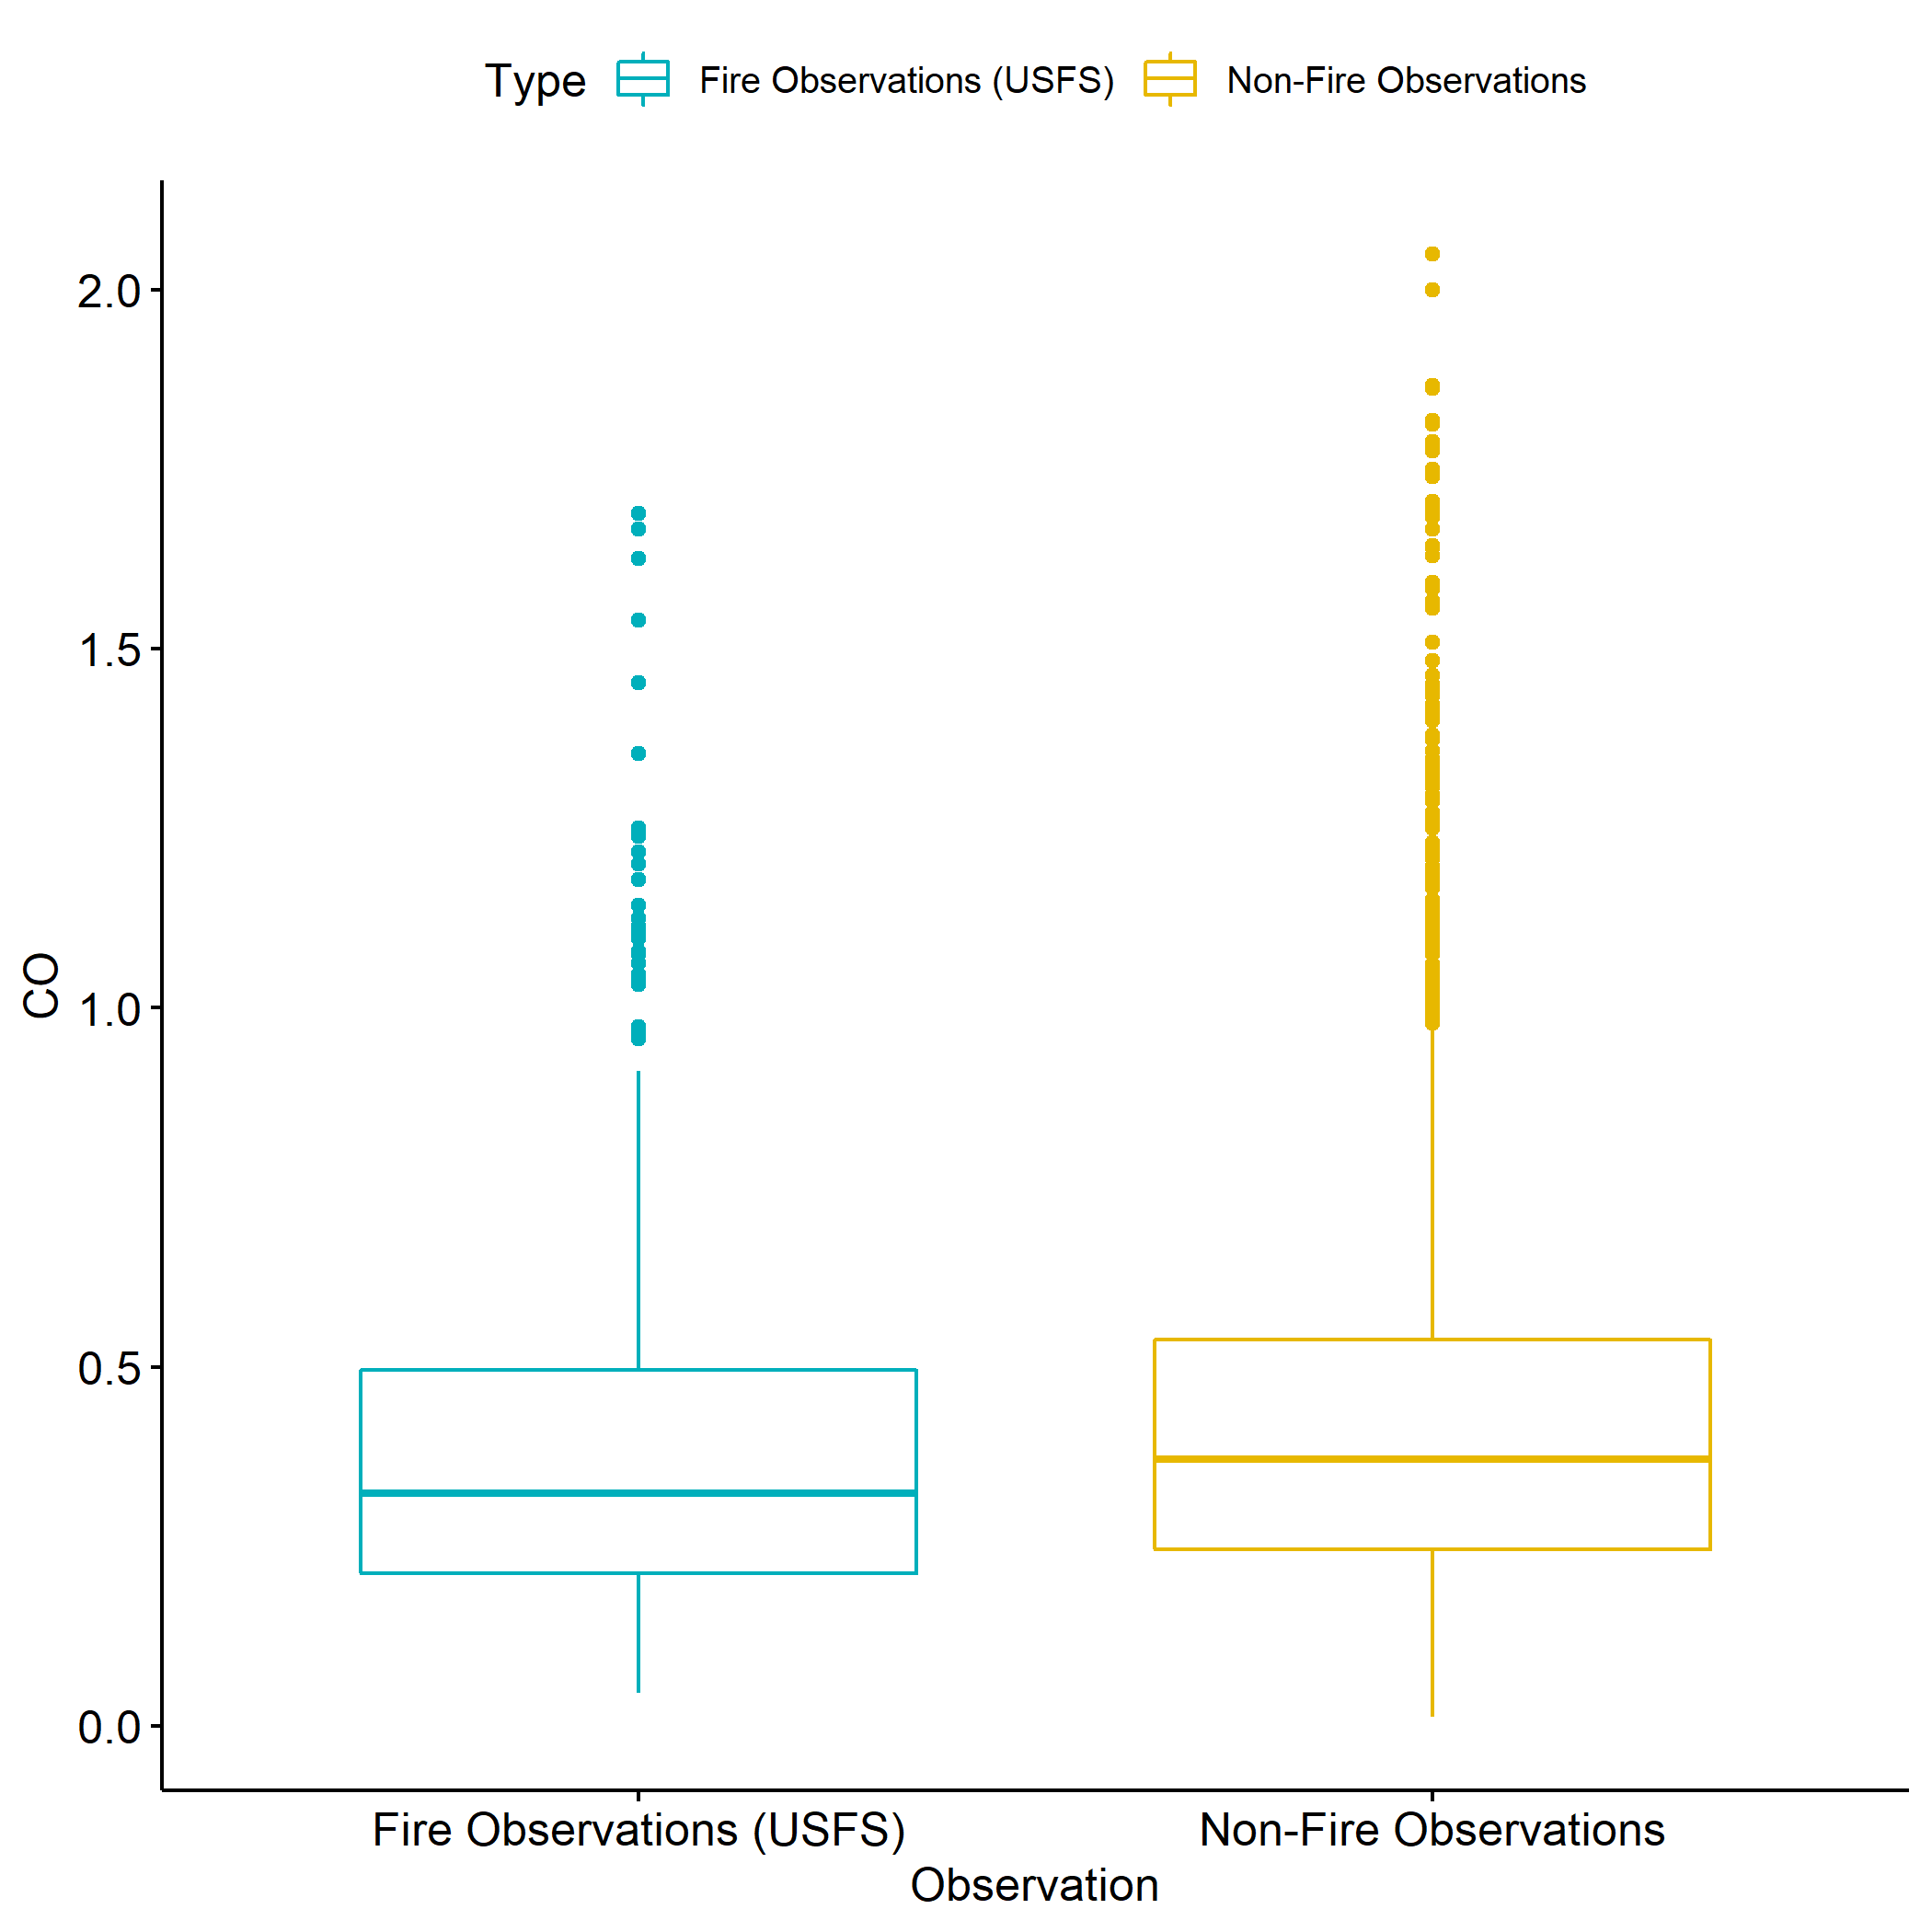 Type Fire Observations (USFS) Non-Fire Observations
2.0
1.5
1.0
0.5
0.0
CO
Fire Observations (USFS) Non-Fire Observations
Observation